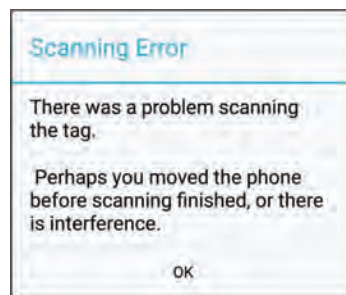 Scanning Error
There was a problem scanning
the tag.
Perhaps you moved the phone
before scanning finished, or there
is interference.
OK